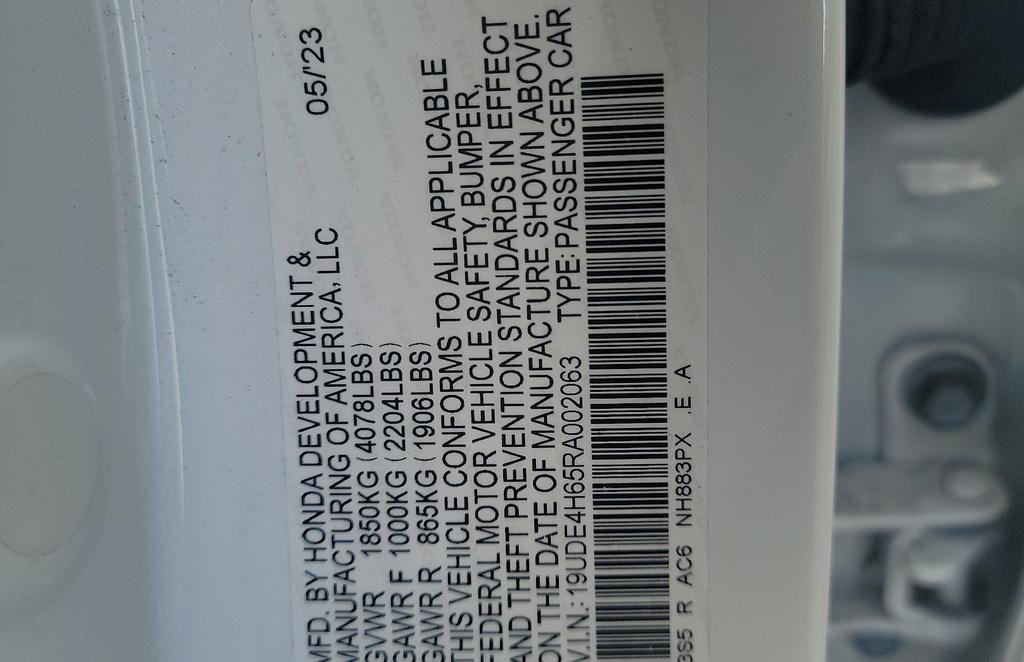 MFD. BY HONDA DEVELOPMENT &
MANUFACTURING OF AMERICA, LLC 05/'23
GVWR 1850KG (4078LBS)
GAWR F 1000KG (2204LBS)
GAWR R 865KG (1906LBS)
THIS VEHICLE CONFORMS TO ALL APPLICABLE
FEDERAL MOTOR VEHICLE SAFETY, BUMPER,
AND THEFT PREVENTION STANDARDS IN EFFECT
ON THE DATE OF MANUFACTURE SHOWN ABOVE.
V.I.N.: 19UDE4H65RA002063 TYPE: PASSENGER CAR
3S5 R AC6 NH883PX .E .A